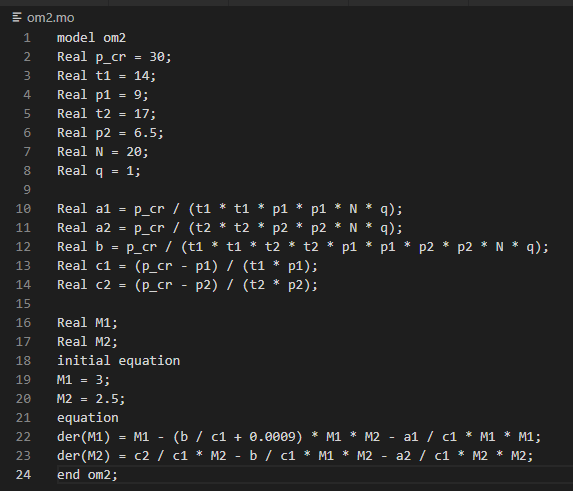 om2.mo
1 model om2
2 Real p_cr = 30;
3 Real t1 = 14;
4 Real p1 = 9;
5 Real t2 = 17;
6 Real p2 = 6.5;
7 Real N = 20;
8 Real q = 1;
9
10 Real a1 = p_cr / (t1 * t1 * p1 * p1 * N * q);
11 Real a2 = p_cr / (t2 * t2 * p2 * p2 * N * q);
12 Real b = p_cr / (t1 * t1 * t2 * t2 * p1 * p1 * p2 * p2 * N * q);
13 Real c1 = (p_cr - p1) / (t1 * p1);
14 Real c2 = (p_cr - p2) / (t2 * p2);
15
16 Real M1;
17 Real M2;
18 initial equation
19 M1 = 3;
20 M2 = 2.5;
21 equation
22 der(M1) = M1 - (b / c1 + 0.0009) * M1 * M2 - a1 / c1 * M1 * M1;
23 der(M2) = c2 / c1 * M2 - b / c1 * M1 * M2 - a2 / c1 * M2 * M2;
24 end om2;